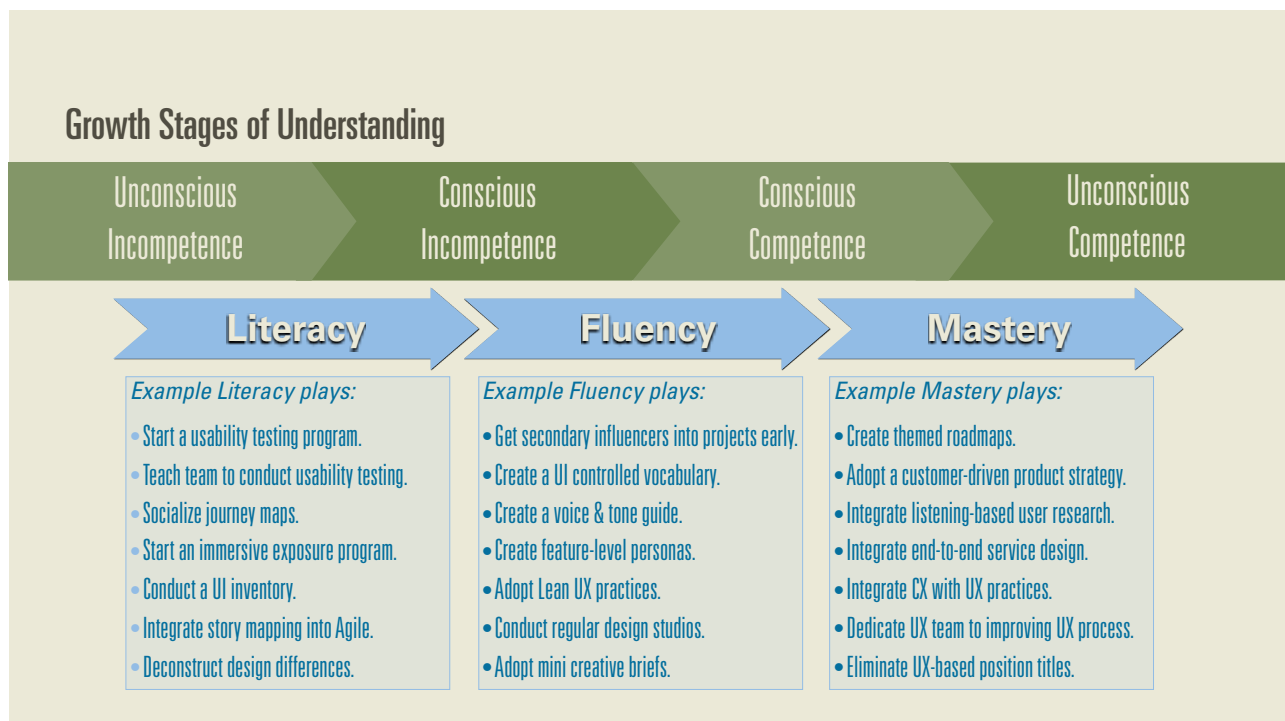 Growth Stages of Understanding
Unconscious
Incompetence
Conscious
Incompetence
Conscious
Competence
Unconscious
Competence
Literacy
Fluency
Mastery
Example Literacy plays:
• Start a usability testing program.
• Teach team to conduct usability testing.
• Socialize journey maps.
• Start an immersive exposure program.
• Conduct a UI inventory.
• Integrate story mapping into Agile.
• Deconstruct design differences.
Example Fluency plays:
• Get secondary influencers into projects early.
• Create a UI controlled vocabulary.
• Create a voice & tone guide.
• Create feature-level personas.
• Adopt Lean UX practices.
• Conduct regular design studios.
• Adopt mini creative briefs.
Example Mastery plays:
• Create themed roadmaps.
• Adopt a customer-driven product strategy.
• Integrate listening-based user research.
• Integrate end-to-end service design.
• Integrate CX with UX practices.
• Dedicate UX team to improving UX process.
• Eliminate UX-based position titles.